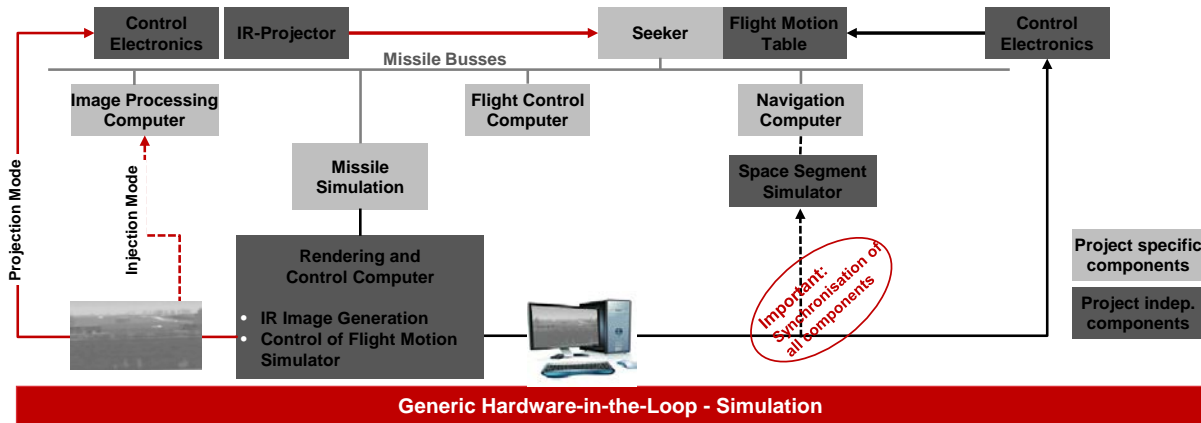 Control
Electronics
IR-Projector
Seeker
Flight Motion
Table
Control
Electronics
Missile Busses
Image Processing
Computer
Flight Control
Computer
Navigation
Computer
Projection Mode
Injection Mode
Missile
Simulation
Space Segment
Simulator
Rendering and
Control Computer
• IR Image Generation
• Control of Flight Motion
Simulator
Important:
Synchronisation of
all components
Project specific
components
Project indep.
components
Generic Hardware-in-the-Loop - Simulation